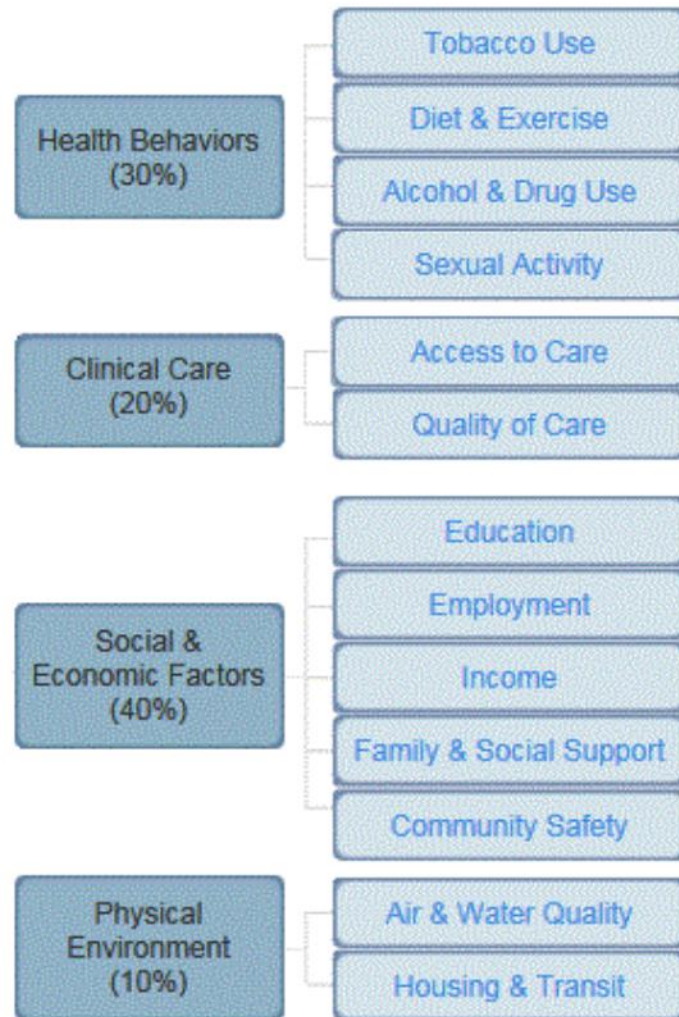 Health Behaviors
(30%)
Tobacco Use
Diet & Exercise
Alcohol & Drug Use
Sexual Activity
Clinical Care
(20%)
Access to Care
Quality of Care
Social &
Economic Factors
(40%)
Education
Employment
Income
Family & Social Support
Community Safety
Physical
Environment
(10%)
Air & Water Quality
Housing & Transit